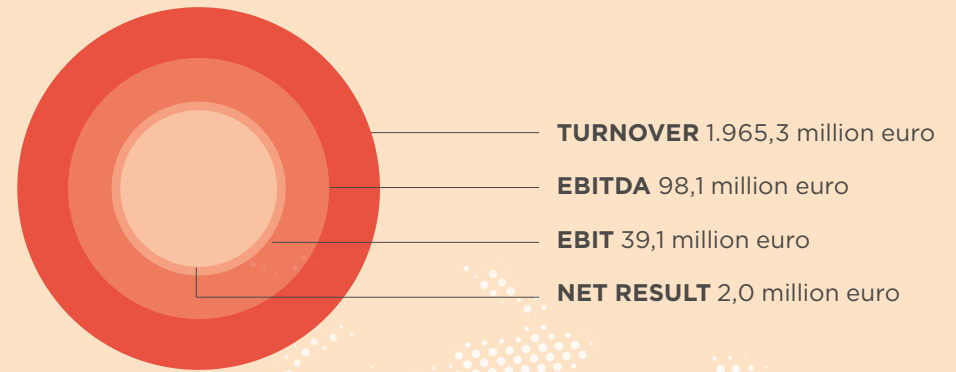 TURNOVER 1.965,3 million euro
EBITDA 98,1 million euro
EBIT 39,1 million euro
NET RESULT 2,0 million euro